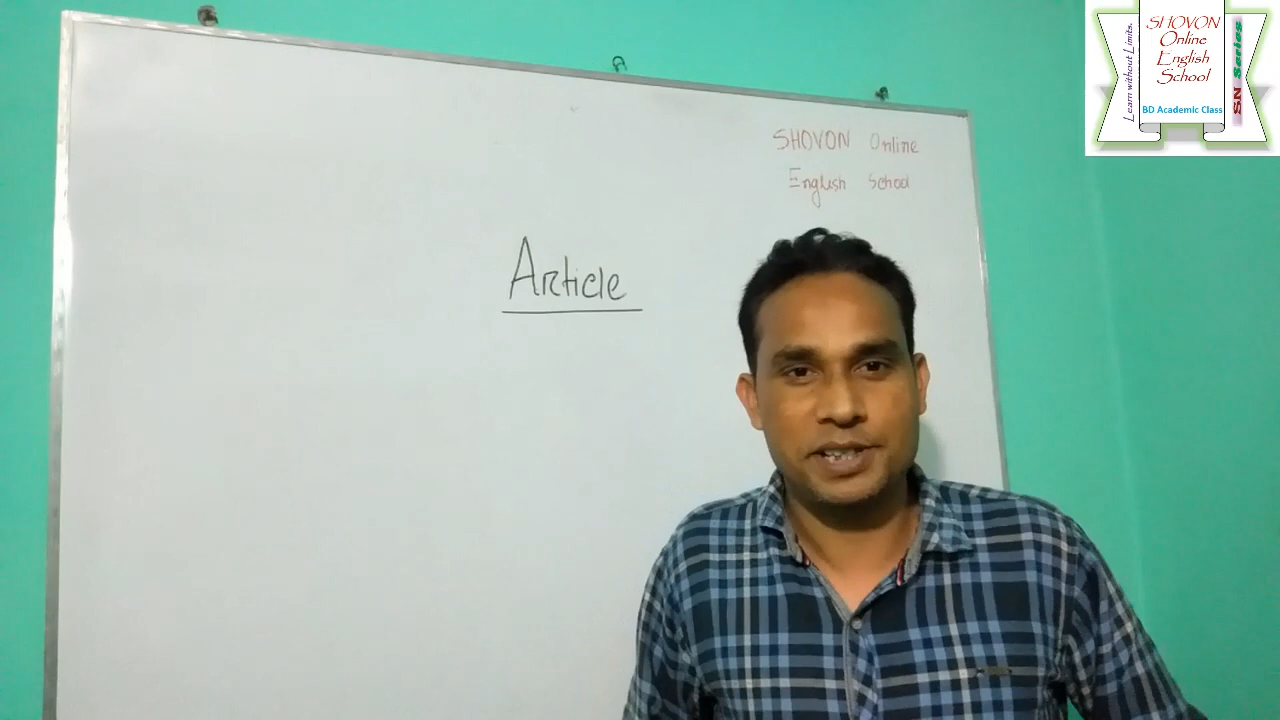 SHOVON Online
English School
Article
Learn without Limits.
SHOVON
Online
English
School
BD Academic Class
SN Series